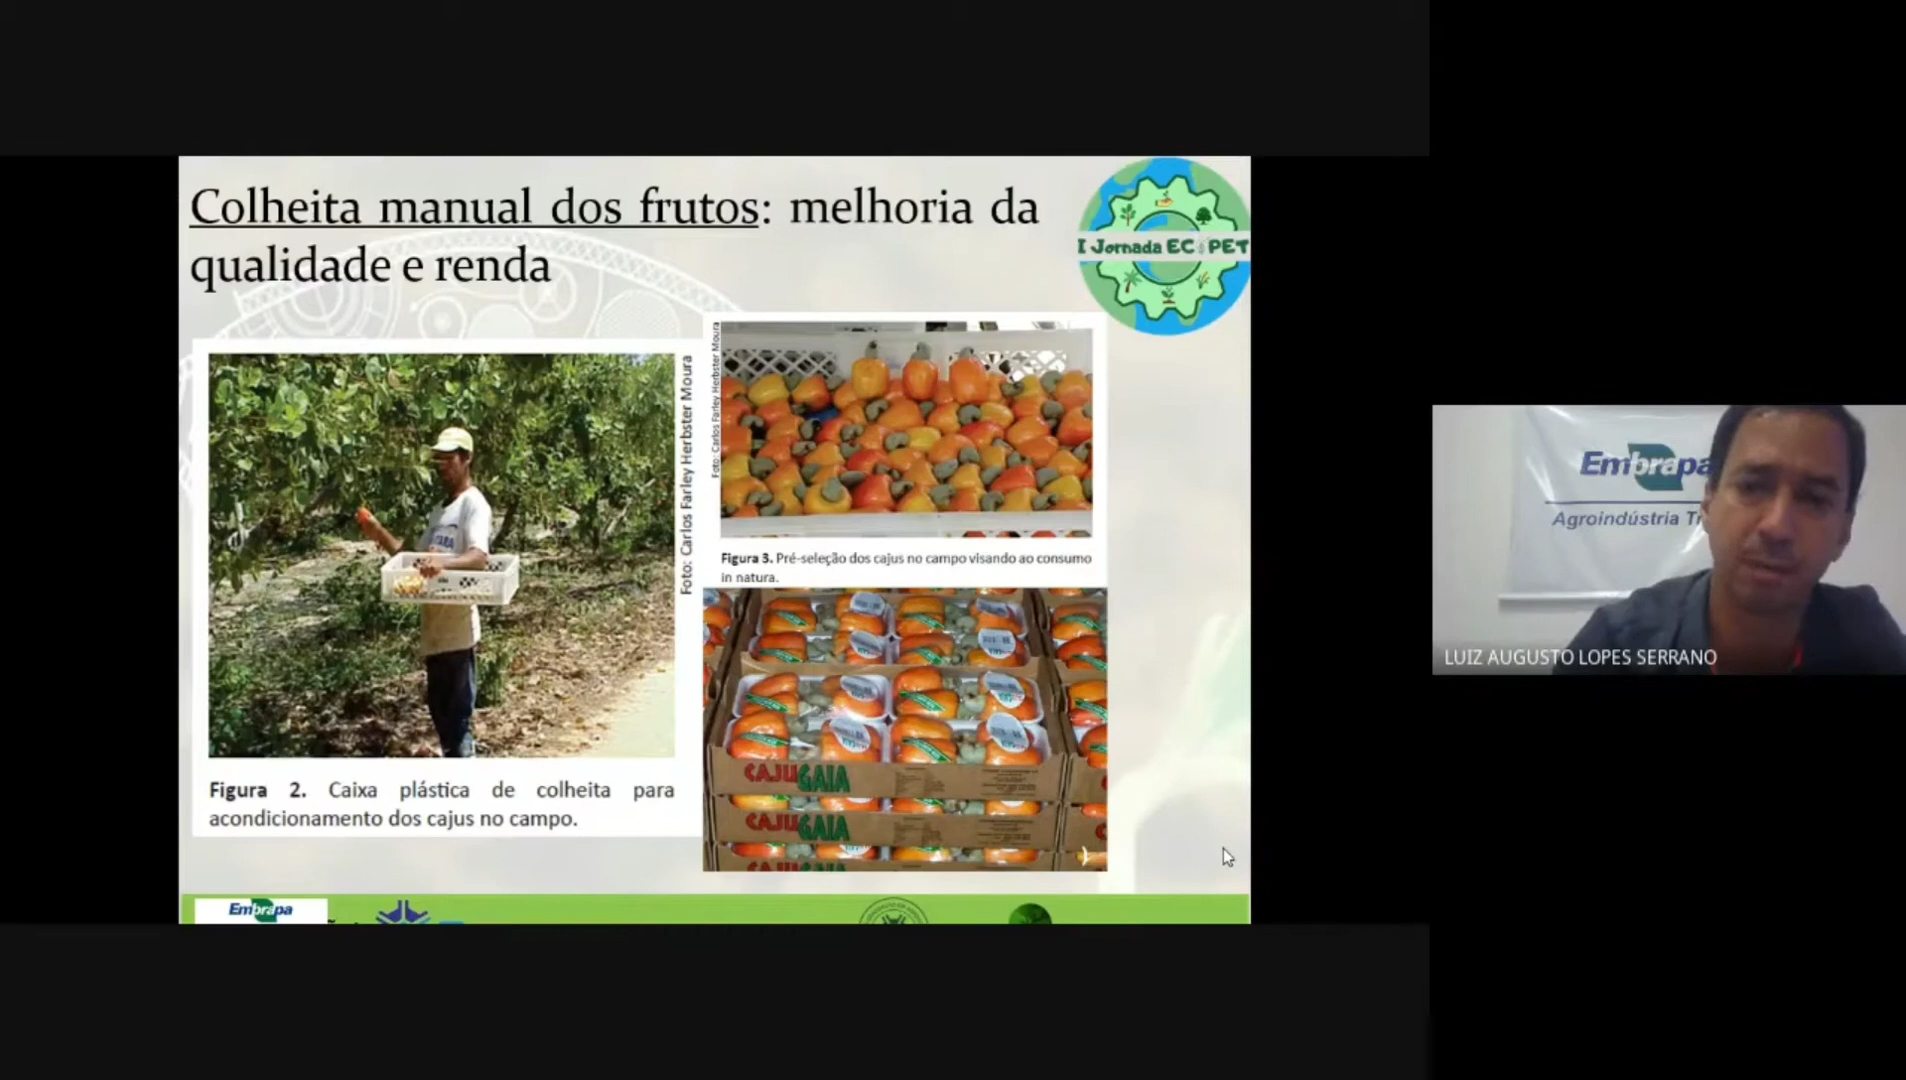 Colheita manual dos frutos: melhoria da
qualidade e renda
I Jornada EC PET
Foto: Carlos Farley Herbster Moura
Foto: Carlos Farley Herbster Moura
Figura 3. Pré-seleção dos cajus no campo visando ao consumo
in natura.
Figura 2. Caixa plástica de colheita para
acondicionamento dos cajus no campo.
CAJUGAIA
CAJUGAIA
CAJUGAIA
Embrapa
Embrapa
Agroindústria Tr
LUIZ AUGUSTO LOPES SERRANO